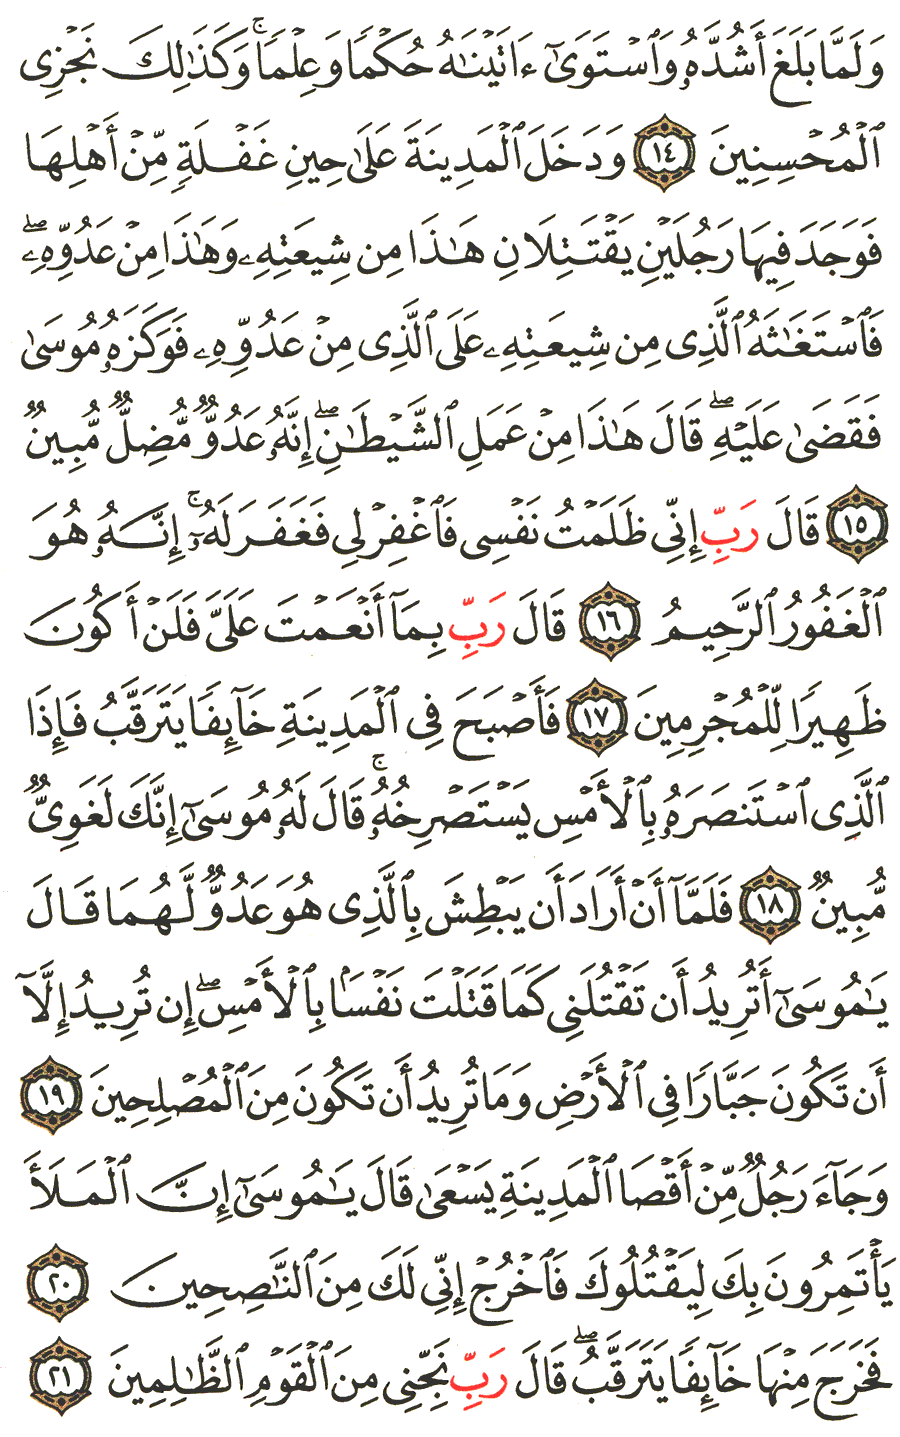 وَلَمَّا بَلَغَ أَشُدَّهُۥ وَٱسْتَوَىٰٓ ءَاتَيْنَـٰهُ حُكْمًا وَعِلْمًا ۚ وَكَذَٰلِكَ نَجْزِى
ٱلْمُحْسِنِينَ ١٤ وَدَخَلَ ٱلْمَدِينَةَ عَلَىٰ حِينِ غَفْلَةٍ مِّنْ أَهْلِهَا
فَوَجَدَ فِيهَا رَجُلَيْنِ يَقْتَتِلَانِ هَـٰذَا مِن شِيعَتِهِۦ وَهَـٰذَا مِنْ عَدُوِّهِۦ ۖ
فَٱسْتَغَـٰثَهُ ٱلَّذِى مِن شِيعَتِهِۦ عَلَى ٱلَّذِى مِنْ عَدُوِّهِۦ فَوَكَزَهُۥ مُوسَىٰ
فَقَضَىٰ عَلَيْهِ ۖ قَالَ هَـٰذَا مِنْ عَمَلِ ٱلشَّيْطَـٰنِ ۖ إِنَّهُۥ عَدُوٌّ مُّضِلٌّ مُّبِينٌ
١٥ قَالَ رَبِّ إِنِّى ظَلَمْتُ نَفْسِى فَٱغْفِرْ لِى فَغَفَرَ لَهُۥٓ ۚ إِنَّهُۥ هُوَ
ٱلْغَفُورُ ٱلرَّحِيمُ ١٦ قَالَ رَبِّ بِمَآ أَنْعَمْتَ عَلَىَّ فَلَنْ أَكُونَ
ظَهِيرًا لِّلْمُجْرِمِينَ ١٧ فَأَصْبَحَ فِى ٱلْمَدِينَةِ خَآئِفًا يَتَرَقَّبُ فَإِذَا
ٱلَّذِى ٱسْتَنصَرَهُۥ بِٱلْأَمْسِ يَسْتَصْرِخُهُۥ ۚ قَالَ لَهُۥ مُوسَىٰٓ إِنَّكَ لَغَوِىٌّ
مُّبِينٌ ١٨ فَلَمَّآ أَنْ أَرَادَ أَن يَبْطِشَ بِٱلَّذِى هُوَ عَدُوٌّ لَّهُمَا قَالَ
يَـٰمُوسَىٰٓ أَتُرِيدُ أَن تَقْتُلَنِى كَمَا قَتَلْتَ نَفْسًۢا بِٱلْأَمْسِ ۖ إِن تُرِيدُ إِلَّآ
أَن تَكُونَ جَبَّارًا فِى ٱلْأَرْضِ وَمَا تُرِيدُ أَن تَكُونَ مِنَ ٱلْمُصْلِحِينَ ١٩
وَجَآءَ رَجُلٌ مِّنْ أَقْصَا ٱلْمَدِينَةِ يَسْعَىٰ قَالَ يَـٰمُوسَىٰٓ إِنَّ ٱلْمَلَأَ
يَأْتَمِرُونَ بِكَ لِيَقْتُلُوكَ فَٱخْرُجْ إِنِّى لَكَ مِنَ ٱلنَّـٰصِحِينَ ٢٠
فَخَرَجَ مِنْهَا خَآئِفًا يَتَرَقَّبُ ۖ قَالَ رَبِّ نَجِّنِى مِنَ ٱلْقَوْمِ ٱلظَّـٰلِمِينَ ٢١